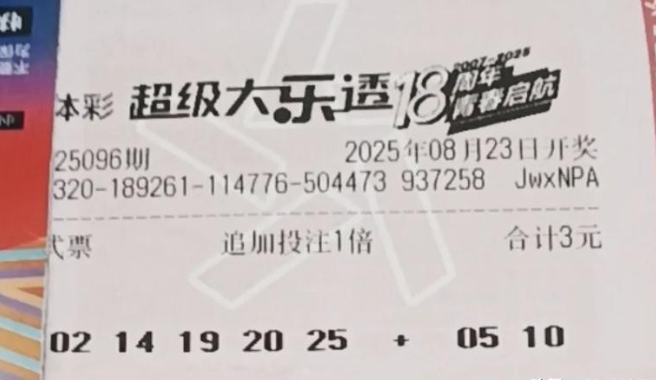 2007-2025
体彩 超级大乐透 18 周年 青春启航
25096期 2025年08月23日开奖
320-189261-114776-504473 937258 JwxNPA
式票 追加投注1倍 合计3元
02 14 19 20 25 + 05 10